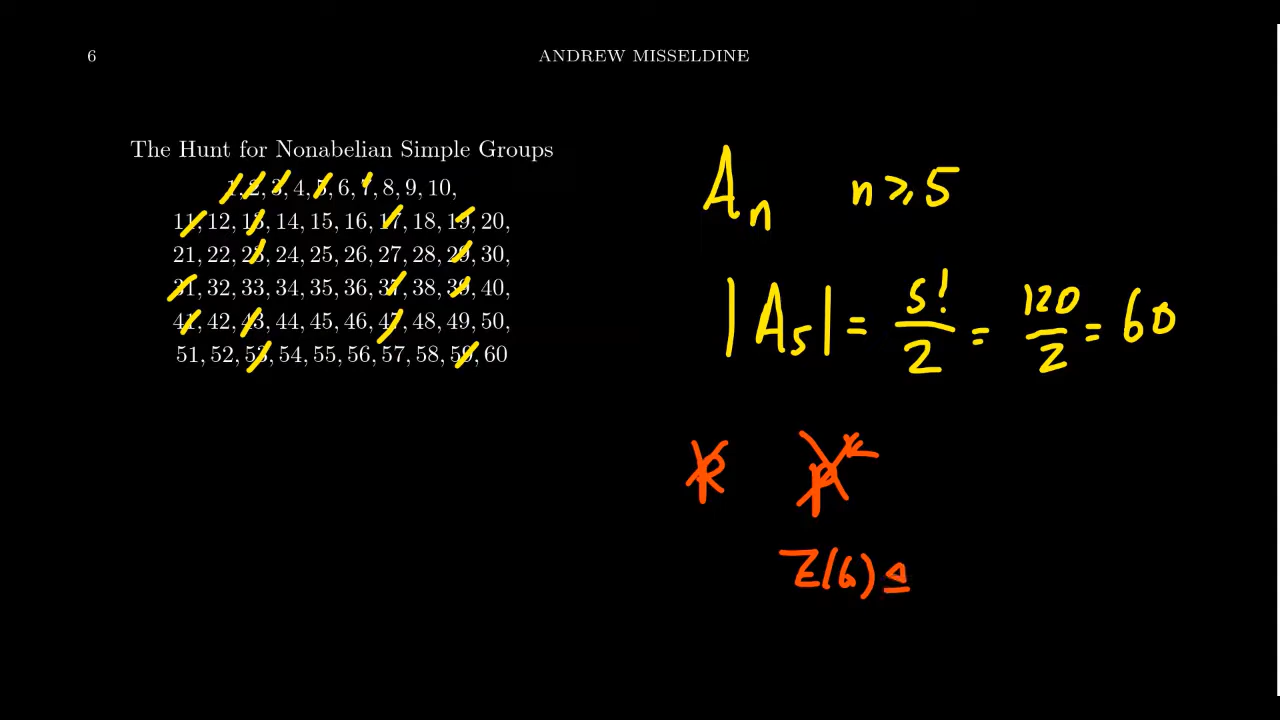 6 ANDREW MISSELDINE
The Hunt for Nonabelian Simple Groups
1, 2, 3, 4, 5, 6, 7, 8, 9, 10,
11, 12, 13, 14, 15, 16, 17, 18, 19, 20,
21, 22, 23, 24, 25, 26, 27, 28, 29, 30,
31, 32, 33, 34, 35, 36, 37, 38, 39, 40,
41, 42, 43, 44, 45, 46, 47, 48, 49, 50,
51, 52, 53, 54, 55, 56, 57, 58, 59, 60
Aₙ n ≥ 5
|A₅| = 5!/2 = 120/2 = 60
p
Z(G) ⊴